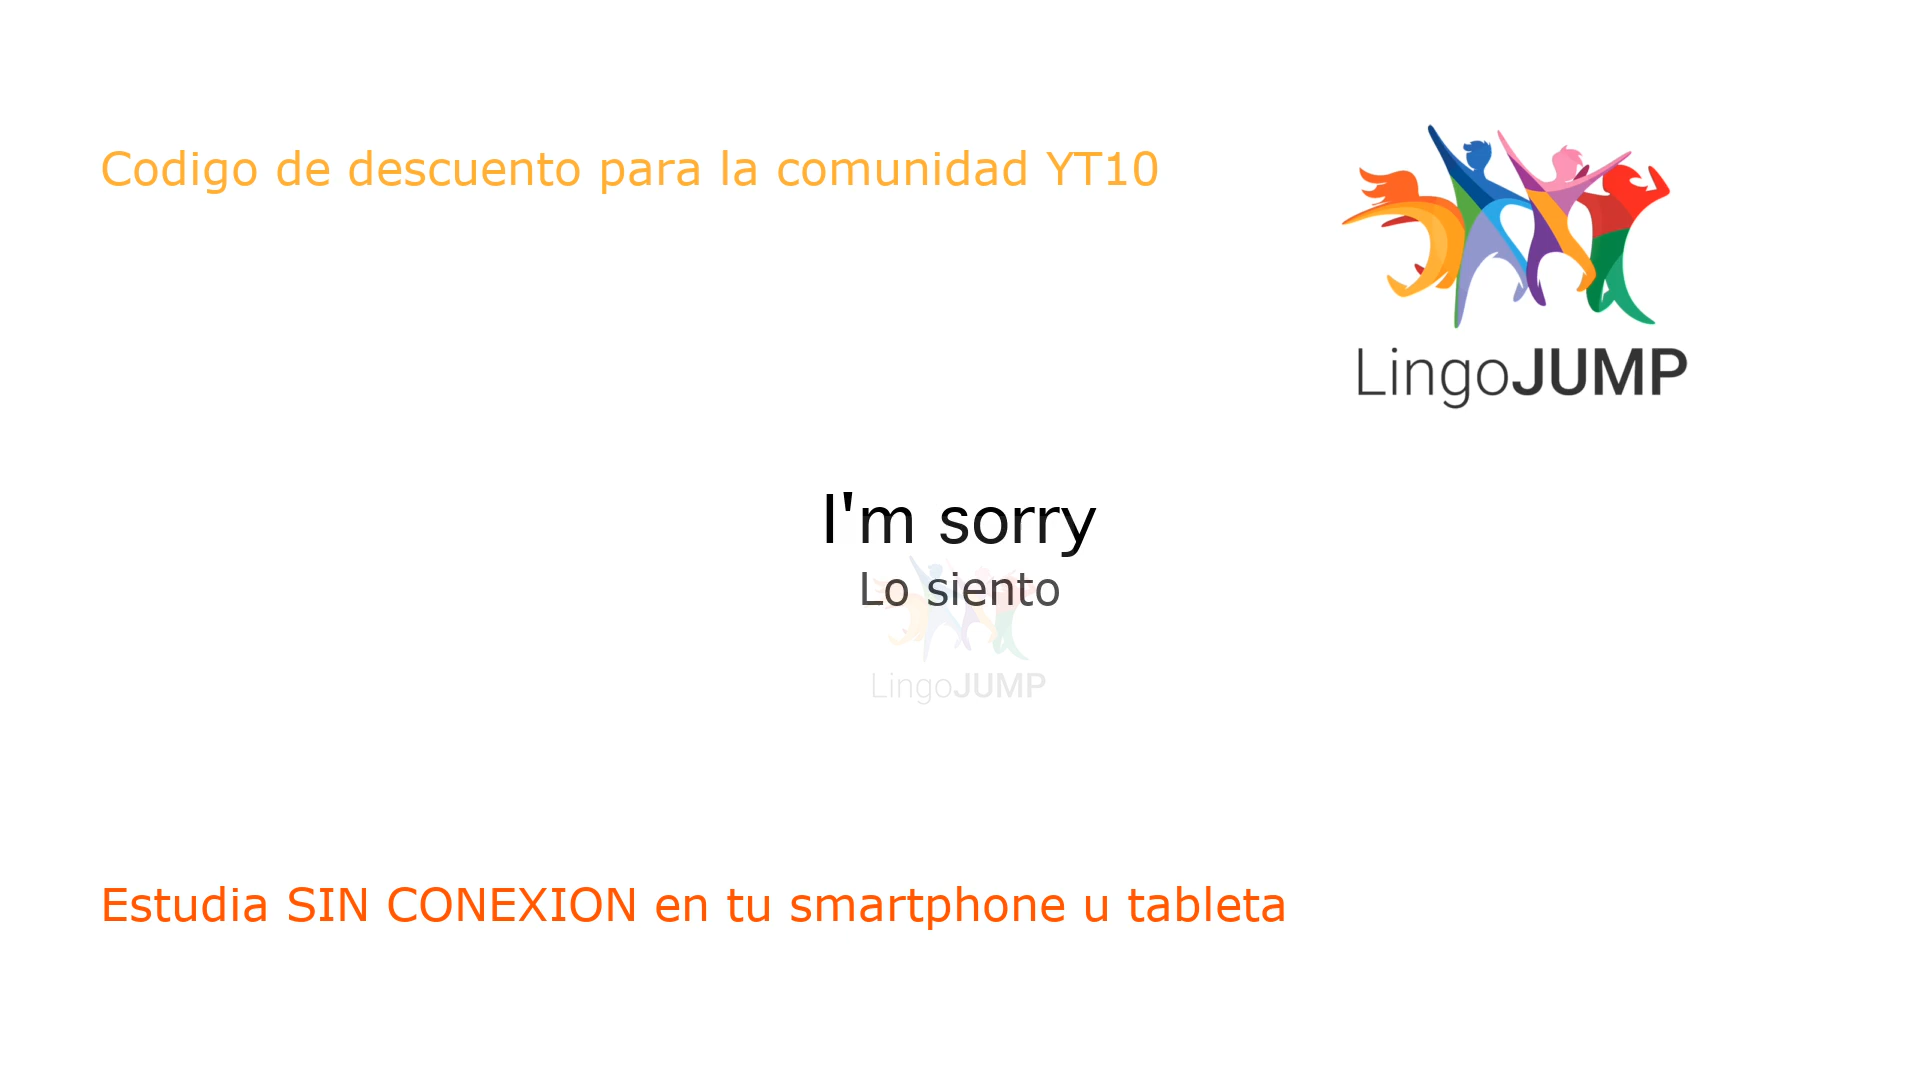 Codigo de descuento para la comunidad YT10
LingoJUMP
I'm sorry
Lo siento
LingoJUMP
Estudia SIN CONEXION en tu smartphone u tableta